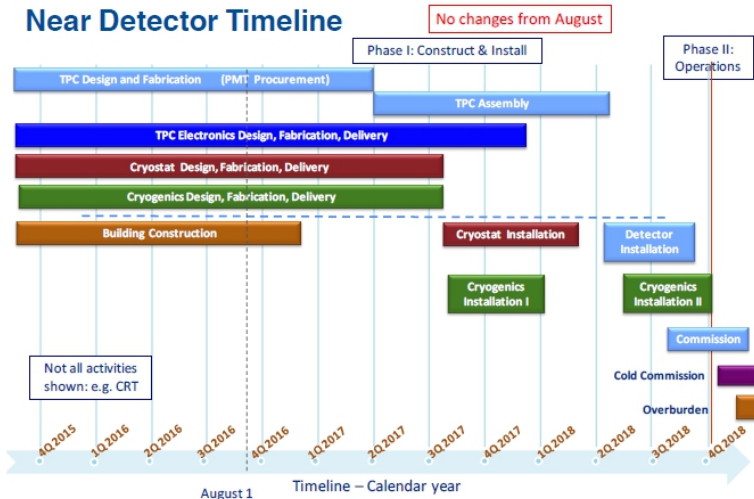 Near Detector Timeline
No changes from August
Phase I: Construct & Install
Phase II:
Operations
TPC Design and Fabrication (PMT Procurement)
TPC Assembly
TPC Electronics Design, Fabrication, Delivery
Cryostat Design, Fabrication, Delivery
Cryogenics Design, Fabrication, Delivery
Building Construction
Cryostat Installation
Detector
Installation
Cryogenics
Installation I
Cryogenics
Installation II
Commission
Not all activities
shown: e.g. CRT
Cold Commission
Overburden
4Q2015
1Q2016
2Q2016
3Q2016
4Q2016
1Q2017
2Q2017
3Q2017
4Q2017
1Q2018
2Q2018
3Q2018
4Q2018
August 1
Timeline – Calendar year